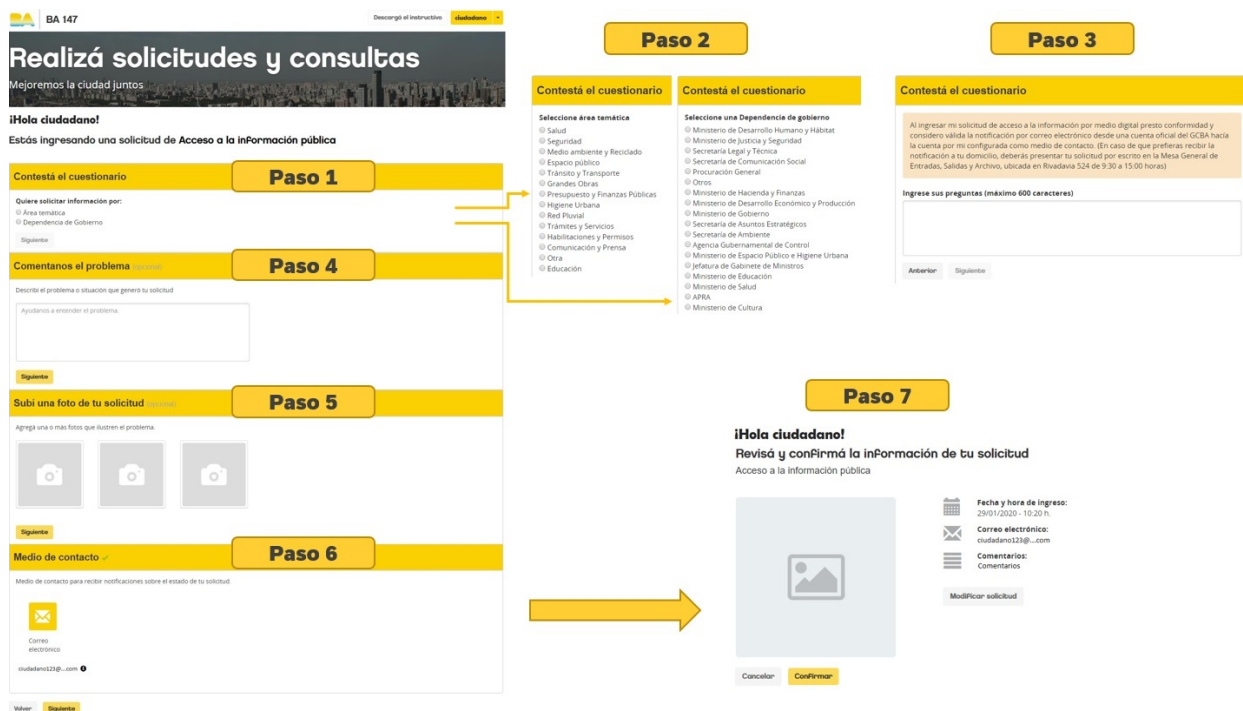 BA BA 147
Descargá el instructivo
ciudadano
Realizá solicitudes y consultas
Mejoremos la ciudad juntos
¡Hola ciudadano!
Estás ingresando una solicitud de Acceso a la información pública
Contestá el cuestionario
Paso 1
Quiere solicitar información por:
Área temática
Dependencia de Gobierno
Siguiente
Paso 2
Contestá el cuestionario
Seleccione área temática
Salud
Seguridad
Medio ambiente y Reciclado
Espacio público
Tránsito y Transporte
Grandes Obras
Presupuesto y Finanzas Públicas
Higiene Urbana
Red Pluvial
Trámites y Servicios
Habilitaciones y Permisos
Comunicación y Prensa
Otra
Educación
Contestá el cuestionario
Seleccione una Dependencia de gobierno
Ministerio de Desarrollo Humano y Hábitat
Ministerio de Justicia y Seguridad
Secretaría Legal y Técnica
Secretaría de Comunicación Social
Procuración General
Otros
Ministerio de Hacienda y Finanzas
Ministerio de Desarrollo Económico y Producción
Ministerio de Gobierno
Secretaría de Asuntos Estratégicos
Secretaría de Ambiente
Agencia Gubernamental de Control
Ministerio de Espacio Público e Higiene Urbana
Jefatura de Gabinete de Ministros
Ministerio de Educación
Ministerio de Salud
APRA
Ministerio de Cultura
Paso 3
Contestá el cuestionario
Al ingresar mi solicitud de acceso a la información por medio digital presto conformidad y
considero válida la notificación por correo electrónico desde una cuenta oficial del GCBA hacía
la cuenta por mi configurada como medio de contacto. (En caso de que prefieras recibir la
notificación a tu domicilio, deberás presentar tu solicitud por escrito en la Mesa General de
Entradas, Salidas y Archivo, ubicada en Rivadavia 524 de 9:30 a 15:00 horas)
Ingrese sus preguntas (máximo 600 caracteres)
Anterior
Siguiente
Comentanos el problema (opcional)
Paso 4
Describí el problema o situación que generó tu solicitud
Ayudanos a entender el problema.
Siguiente
Subí una foto de tu solicitud (opcional)
Paso 5
Agregá una o más fotos que ilustren el problema.
Siguiente
Medio de contacto
Paso 6
Medio de contacto para recibir notificaciones sobre el estado de tu solicitud
Correo
electrónico
ciudadano123@...com
Volver
Siguiente
Paso 7
¡Hola ciudadano!
Revisá y confirmá la información de tu solicitud
Acceso a la información pública
Fecha y hora de ingreso:
29/01/2020 - 10:20 h.
Correo electrónico:
ciudadano123@...com
Comentarios:
Comentarios
Modificar solicitud
Cancelar
Confirmar